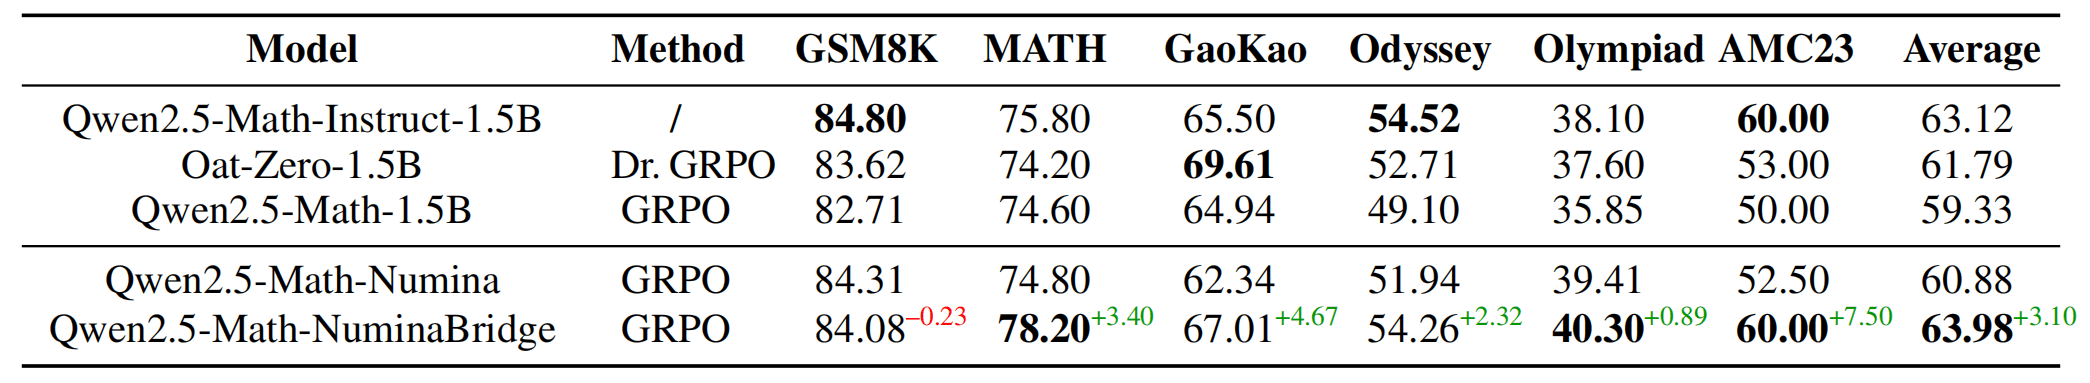 Model Method GSM8K MATH GaoKao Odyssey Olympiad AMC23 Average
Qwen2.5-Math-Instruct-1.5B / 84.80 75.80 65.50 54.52 38.10 60.00 63.12
Oat-Zero-1.5B Dr. GRPO 83.62 74.20 69.61 52.71 37.60 53.00 61.79
Qwen2.5-Math-1.5B GRPO 82.71 74.60 64.94 49.10 35.85 50.00 59.33
Qwen2.5-Math-Numina GRPO 84.31 74.80 62.34 51.94 39.41 52.50 60.88
Qwen2.5-Math-NuminaBridge GRPO 84.08–0.23 78.20+3.40 67.01+4.67 54.26+2.32 40.30+0.89 60.00+7.50 63.98+3.10